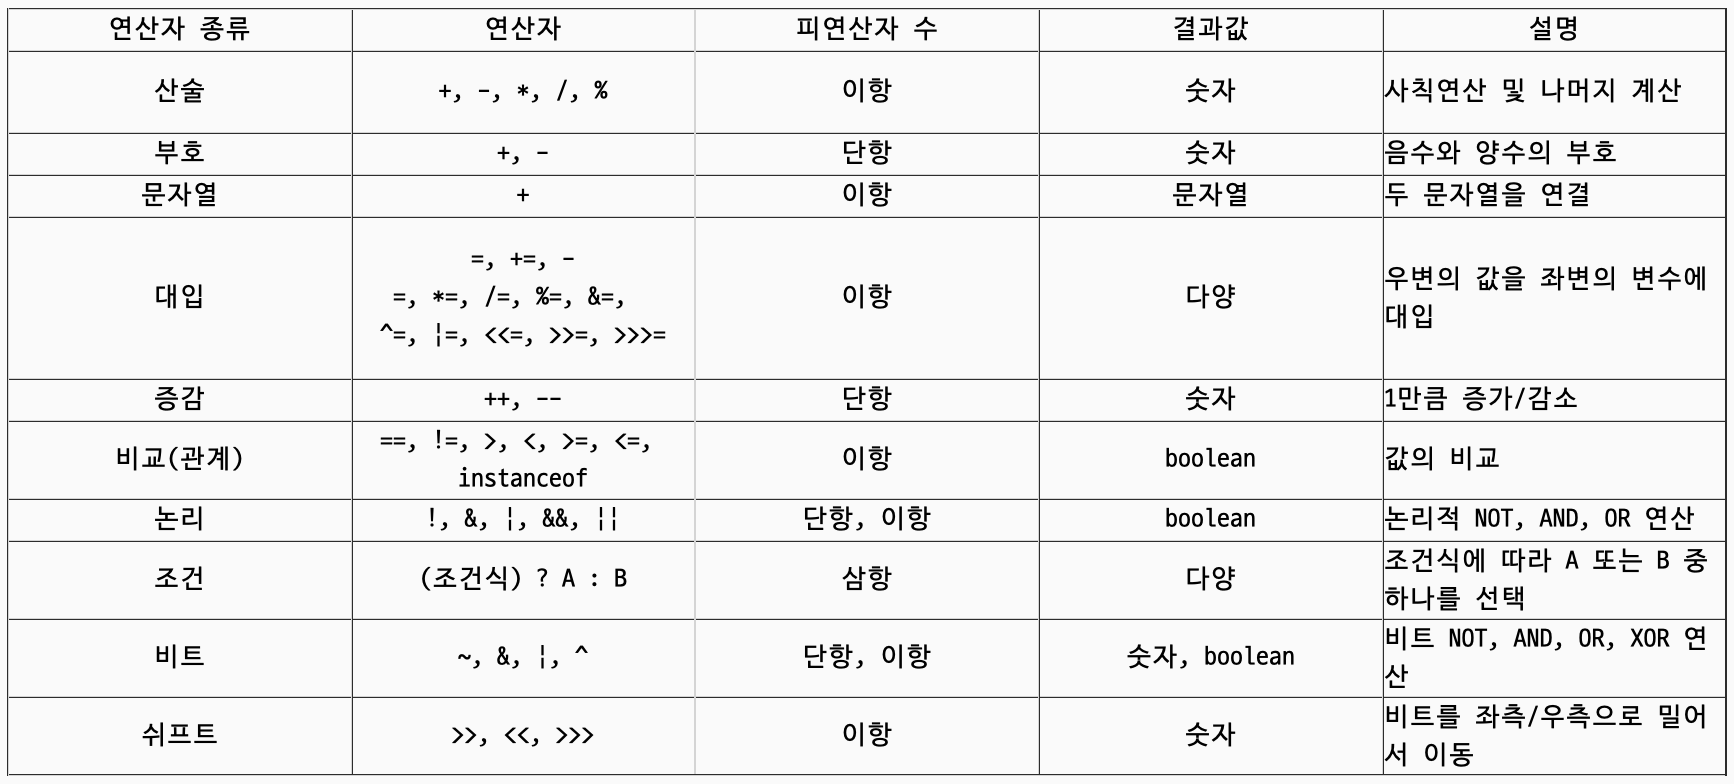 연산자 종류 연산자 피연산자 수 결과값 설명
산술 +, -, *, /, % 이항 숫자 사칙연산 및 나머지 계산
부호 +, - 단항 숫자 음수와 양수의 부호
문자열 + 이항 문자열 두 문자열을 연결
대입
=, +=, -
=, *=, /=, %=, &=,
^=, |=, <<=, >>=, >>>=
이항
다양
우변의 값을 좌변의 변수에
대입
증감 ++, -- 단항 숫자 1만큼 증가/감소
비교(관계)
==, !=, >, <, >=, <=,
instanceof
이항
boolean
값의 비교
논리 !, &, |, &&, || 단항, 이항 boolean 논리적 NOT, AND, OR 연산
조건
(조건식) ? A : B
삼항
다양
조건식에 따라 A 또는 B 중
하나를 선택
비트
~, &, |, ^
단항, 이항
숫자, boolean
비트 NOT, AND, OR, XOR 연
산
쉬프트
>>, <<, >>>
이항
숫자
비트를 좌측/우측으로 밀어
서 이동